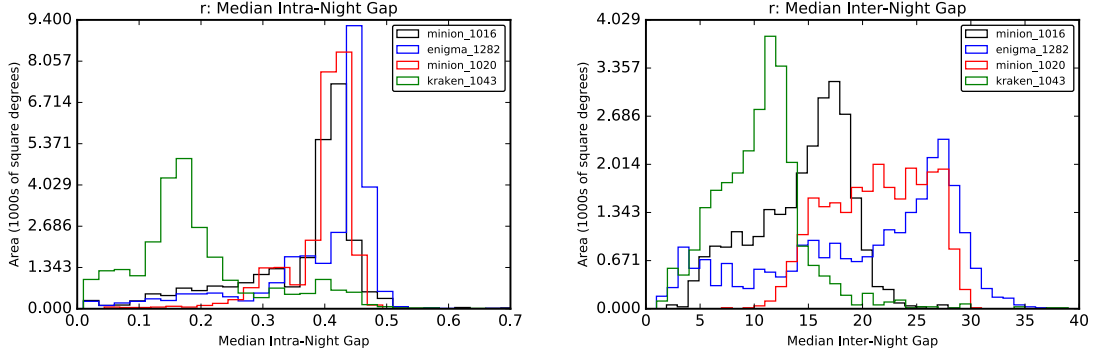 r: Median Intra-Night Gap
Area (1000s of square degrees)
9.400
8.057
6.714
5.371
4.029
2.686
1.343
0.000
0.0 0.1 0.2 0.3 0.4 0.5 0.6 0.7
Median Intra-Night Gap
minion_1016
enigma_1282
minion_1020
kraken_1043
r: Median Inter-Night Gap
Area (1000s of square degrees)
4.029
3.357
2.686
2.014
1.343
0.671
0.000
0 5 10 15 20 25 30 35 40
Median Inter-Night Gap
minion_1016
enigma_1282
minion_1020
kraken_1043